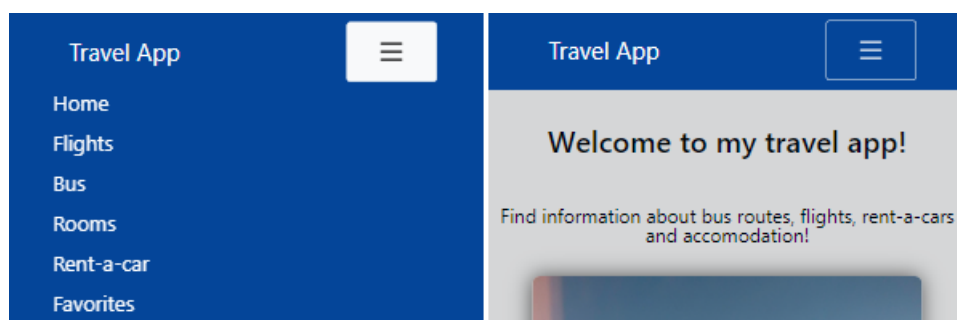 Travel App
Home
Flights
Bus
Rooms
Rent-a-car
Favorites
Travel App
Welcome to my travel app!
Find information about bus routes, flights, rent-a-cars
and accomodation!